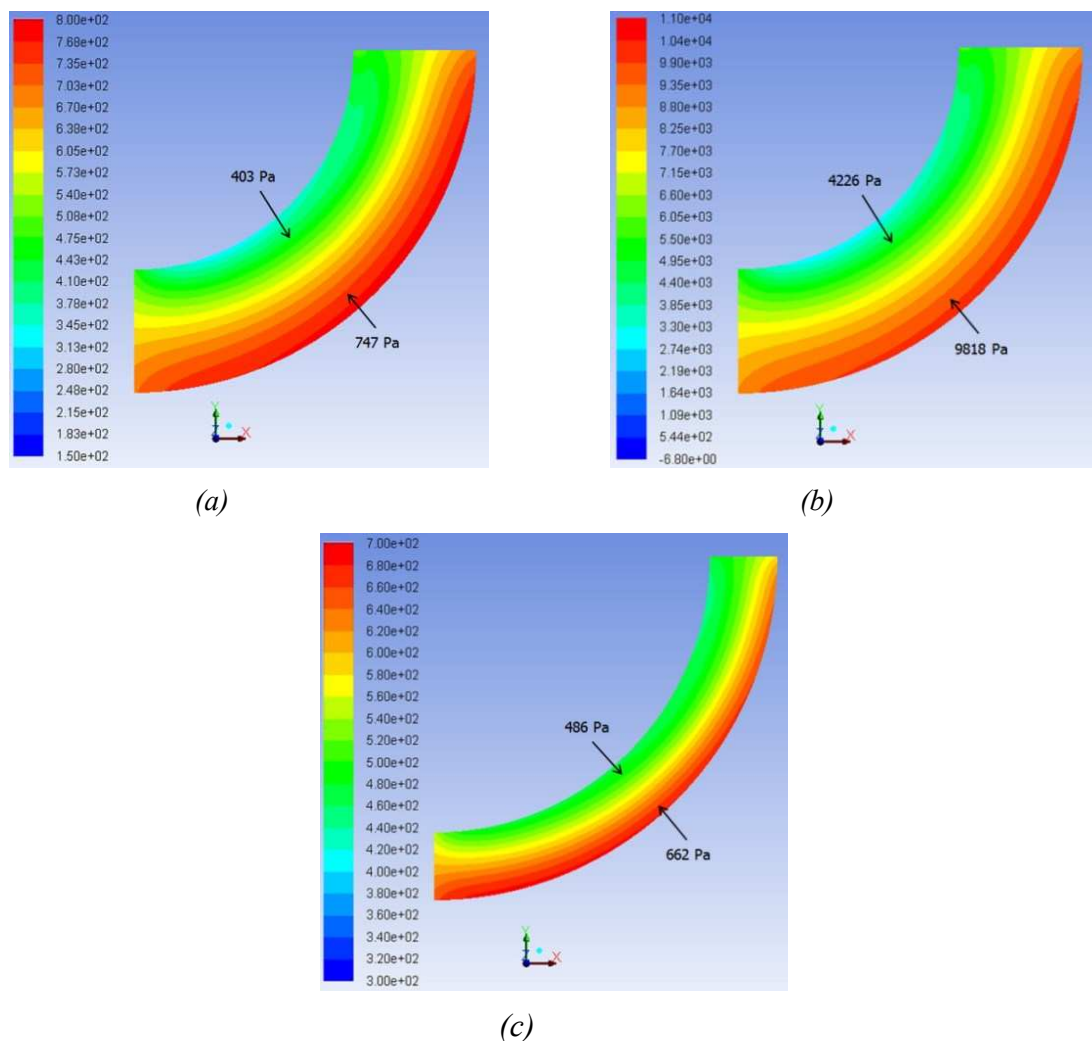 8.00e+02
7.68e+02
7.35e+02
7.03e+02
6.70e+02
6.38e+02
6.05e+02
5.73e+02
5.40e+02
5.08e+02
4.75e+02
4.43e+02
4.10e+02
3.78e+02
3.45e+02
3.13e+02
2.80e+02
2.48e+02
2.15e+02
1.83e+02
1.50e+02
403 Pa
747 Pa
Y
Z
X
(a)
1.10e+04
1.04e+04
9.90e+03
9.35e+03
8.80e+03
8.25e+03
7.70e+03
7.15e+03
6.60e+03
6.05e+03
5.50e+03
4.95e+03
4.40e+03
3.85e+03
3.30e+03
2.74e+03
2.19e+03
1.64e+03
1.09e+03
5.44e+02
-6.80e+00
4226 Pa
9818 Pa
Y
Z
X
(b)
7.00e+02
6.80e+02
6.60e+02
6.40e+02
6.20e+02
6.00e+02
5.80e+02
5.60e+02
5.40e+02
5.20e+02
5.00e+02
4.80e+02
4.60e+02
4.40e+02
4.20e+02
4.00e+02
3.80e+02
3.60e+02
3.40e+02
3.20e+02
3.00e+02
486 Pa
662 Pa
Y
Z
X
(c)